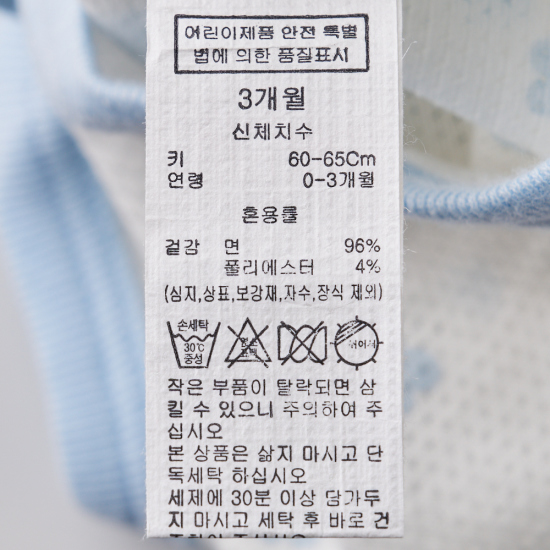 어린이제품 안전 특별
법에 의한 품질표시
3개월
신체치수
키 60-65Cm
연령 0-3개월
혼용률
겉감 면 96%
폴리에스터 4%
(심지,상표,보강재,자수,장식 제외)
손세탁
30℃
중성
작은 부품이 탈락되면 삼
킬 수 있으니 주의하여 주
십시오
본 상품은 삶지 마시고 단
독세탁 하십시오
세제에 30분 이상 담가두
지 마시고 세탁 후 바로 건